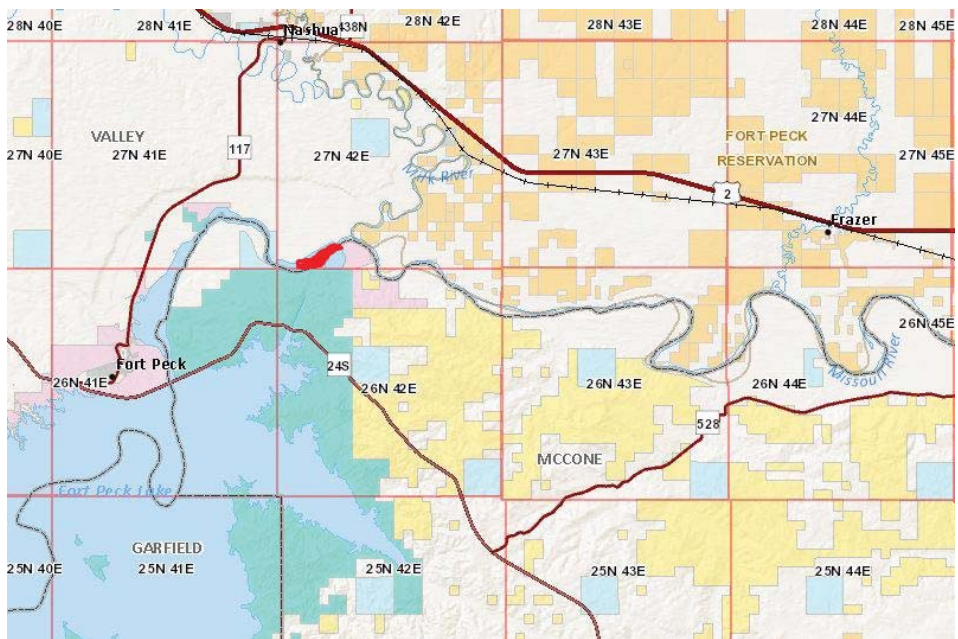 28N 40E
28N 41E
438N
28N 42E
28N 43E
28N 44E
28N 45E
Nashua
VALLEY
27N 40E
27N 41E
117
27N 42E
27N 43E
27N 44E
FORT PECK
RESERVATION
27N 45E
Milk River
2
Frazer
Fort Peck
26N 41E
24S
26N 42E
26N 43E
26N 44E
26N 45E
Missouri River
528
MCCONE
Fort Peck Lake
GARFIELD
25N 40E
25N 41E
25N 42E
25N 43E
25N 44E
25N 45E